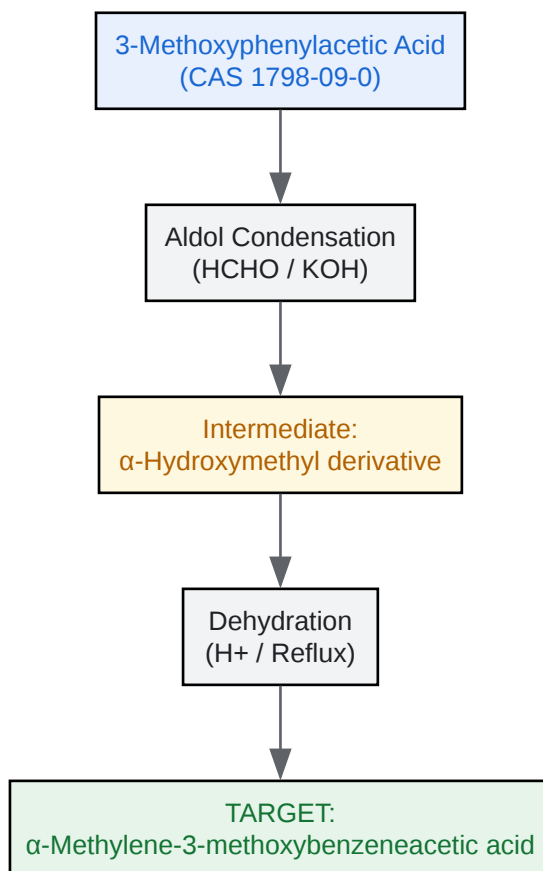 3-Methoxyphenylacetic Acid
(CAS 1798-09-0)
Aldol Condensation
(HCHO / KOH)
Intermediate:
α-Hydroxymethyl derivative
Dehydration
(H+ / Reflux)
TARGET:
α-Methylene-3-methoxybenzeneacetic acid